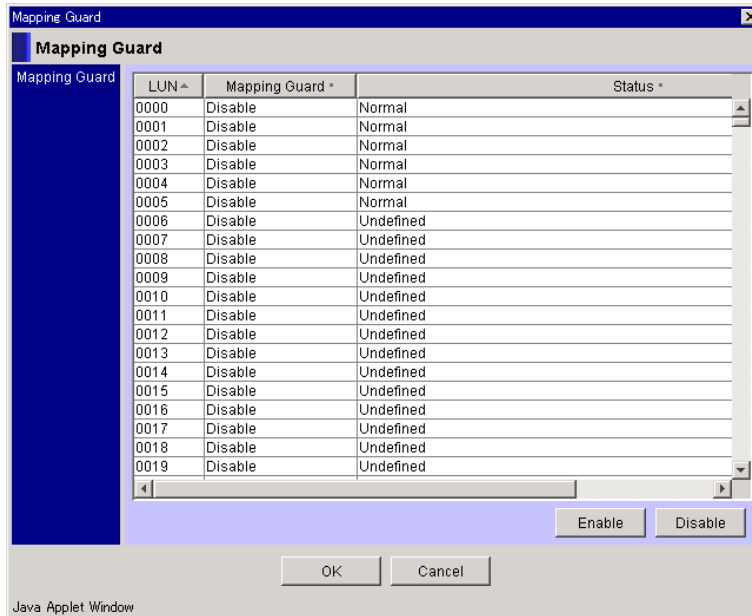 Mapping Guard
Mapping Guard
Mapping Guard
LUN Mapping Guard Status
0000 Disable Normal
0001 Disable Normal
0002 Disable Normal
0003 Disable Normal
0004 Disable Normal
0005 Disable Normal
0006 Disable Undefined
0007 Disable Undefined
0008 Disable Undefined
0009 Disable Undefined
0010 Disable Undefined
0011 Disable Undefined
0012 Disable Undefined
0013 Disable Undefined
0014 Disable Undefined
0015 Disable Undefined
0016 Disable Undefined
0017 Disable Undefined
0018 Disable Undefined
0019 Disable Undefined
Enable Disable
OK Cancel
Java Applet Window